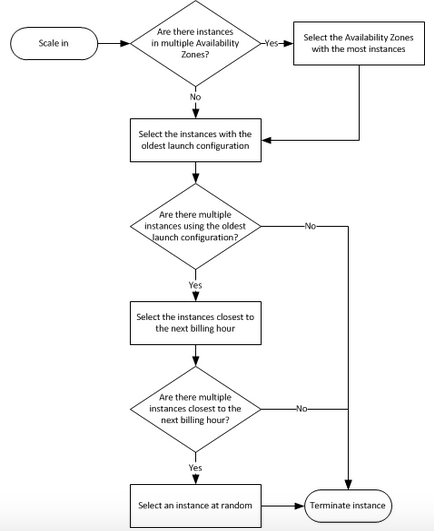 Are there instances
in multiple Availability
Zones?
Scale in
Yes
Select the Availability Zones
with the most instances
No
Select the instances with the
oldest launch configuration
Are there multiple
instances using the oldest
launch configuration?
No
Yes
Select the instances closest to
the next billing hour
Are there multiple
instances closest to the
next billing hour?
No
Yes
Select an instance at random
Terminate instance